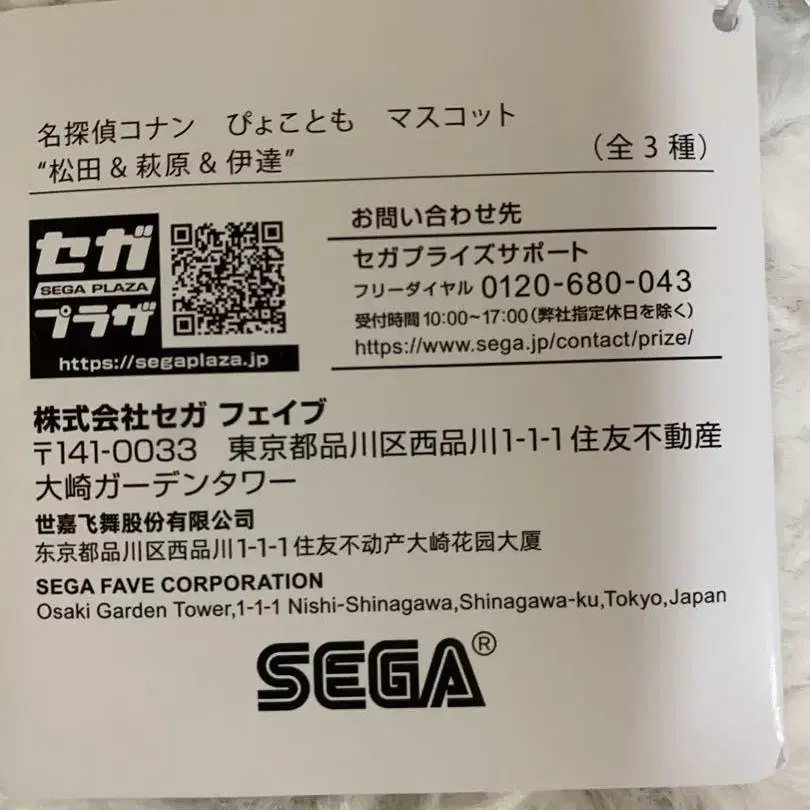 名探偵コナン　ぴょことも　マスコット
“松田＆萩原＆伊達”
（全3種）
セガ
SEGA PLAZA
プラザ
https://segaplaza.jp
お問い合わせ先
セガプライズサポート
フリーダイヤル 0120-680-043
受付時間 10:00~17:00(弊社指定休日を除く)
https://www.sega.jp/contact/prize/
株式会社セガ フェイブ
〒141-0033　東京都品川区西品川1-1-1 住友不動産
大崎ガーデンタワー
世嘉飞舞股份有限公司
东京都品川区西品川1-1-1住友不动产大崎花园大厦
SEGA FAVE CORPORATION
Osaki Garden Tower,1-1-1 Nishi-Shinagawa,Shinagawa-ku,Tokyo,Japan
SEGA®